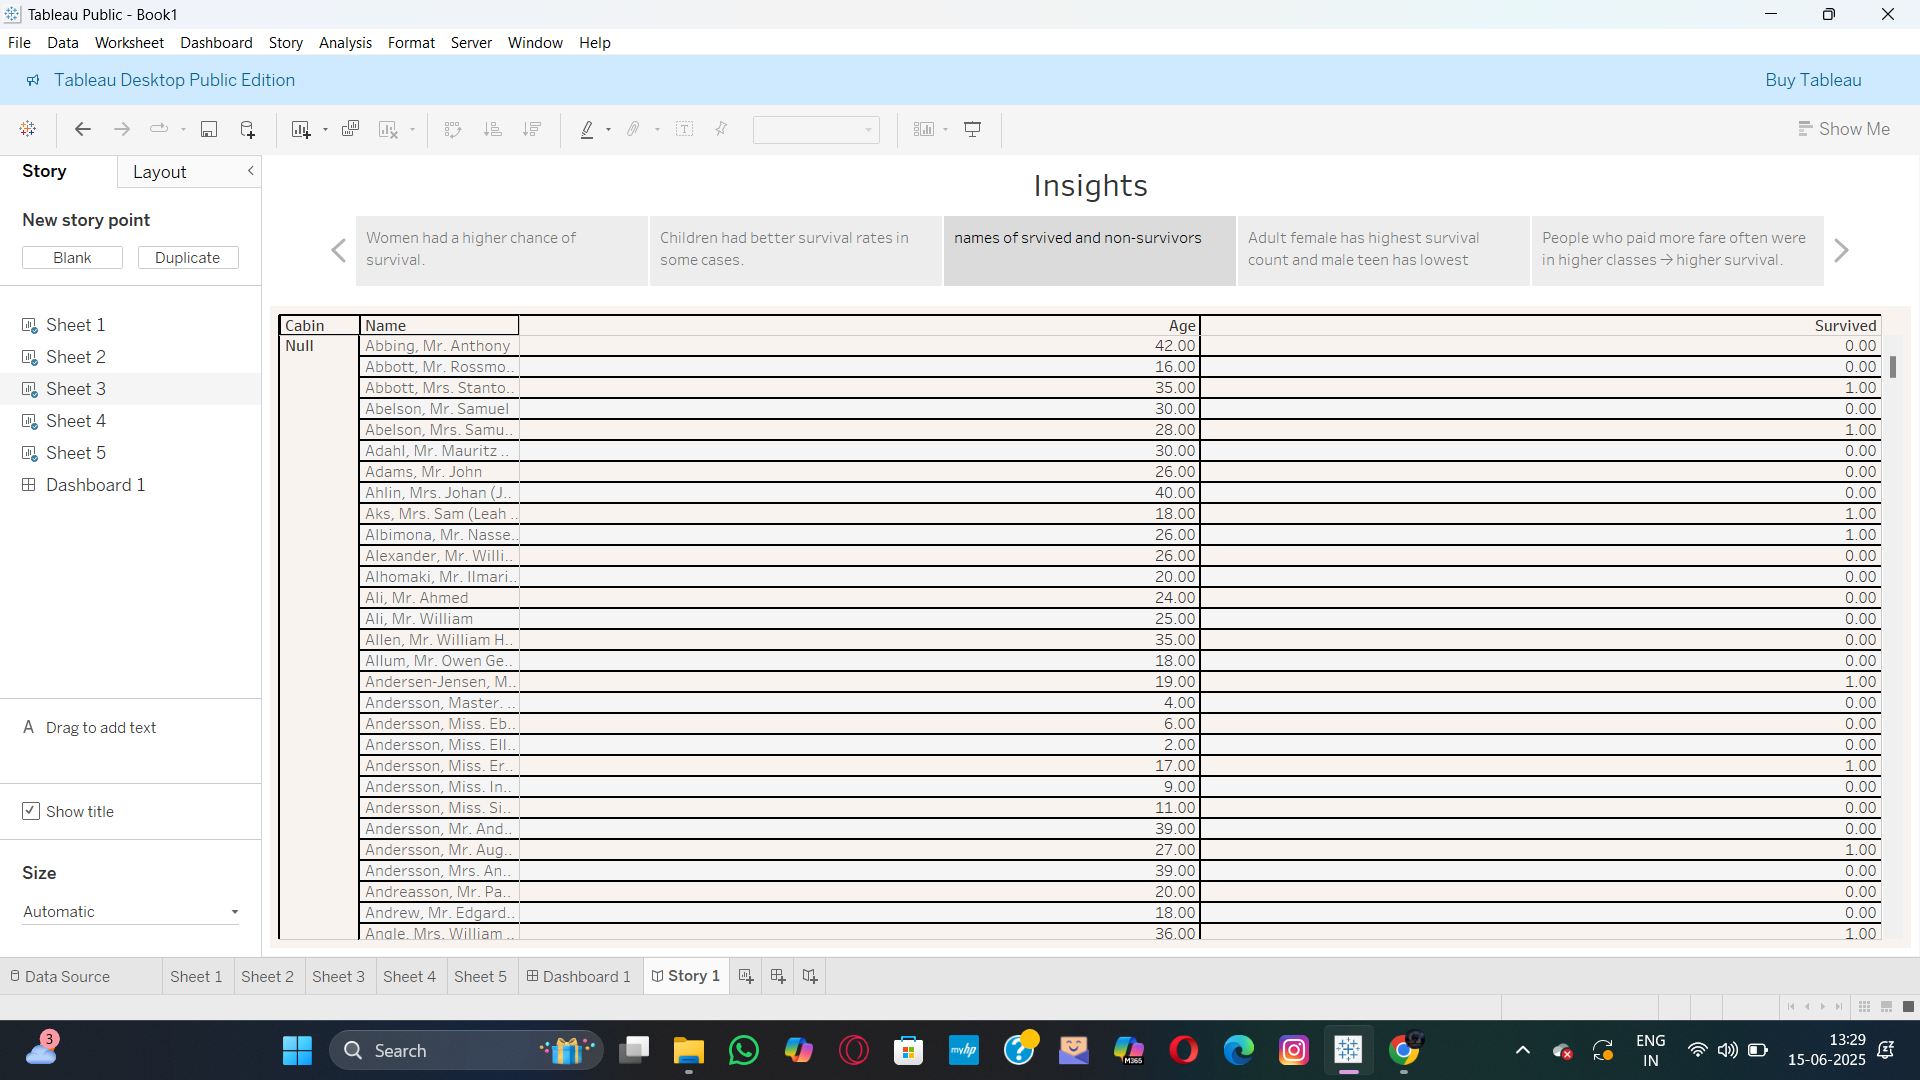 Tableau Public - Book1
File Data Worksheet Dashboard Story Analysis Format Server Window Help
Tableau Desktop Public Edition
Buy Tableau
Show Me
Story
Layout
New story point
Blank
Duplicate
Sheet 1
Sheet 2
Sheet 3
Sheet 4
Sheet 5
Dashboard 1
A Drag to add text
Show title
Size
Automatic
Insights
Women had a higher chance of
survival.
Children had better survival rates in
some cases.
names of srvived and non-survivors
Adult female has highest survival
count and male teen has lowest
People who paid more fare often were
in higher classes → higher survival.
Cabin Name Age Survived
Null Abbing, Mr. Anthony 42.00 0.00
Abbott, Mr. Rossmo.. 16.00 0.00
Abbott, Mrs. Stanto.. 35.00 1.00
Abelson, Mr. Samuel 30.00 0.00
Abelson, Mrs. Samu.. 28.00 1.00
Adahl, Mr. Mauritz .. 30.00 0.00
Adams, Mr. John 26.00 0.00
Ahlin, Mrs. Johan (J.. 40.00 0.00
Aks, Mrs. Sam (Leah .. 18.00 1.00
Albimona, Mr. Nasse.. 26.00 1.00
Alexander, Mr. Willi.. 26.00 0.00
Alhomaki, Mr. Ilmari.. 20.00 0.00
Ali, Mr. Ahmed 24.00 0.00
Ali, Mr. William 25.00 0.00
Allen, Mr. William H.. 35.00 0.00
Allum, Mr. Owen Ge.. 18.00 0.00
Andersen-Jensen, M.. 19.00 1.00
Andersson, Master. .. 4.00 0.00
Andersson, Miss. Eb.. 6.00 0.00
Andersson, Miss. Ell.. 2.00 0.00
Andersson, Miss. Er.. 17.00 1.00
Andersson, Miss. In.. 9.00 0.00
Andersson, Miss. Si.. 11.00 0.00
Andersson, Mr. And.. 39.00 0.00
Andersson, Mr. Aug.. 27.00 1.00
Andersson, Mrs. An.. 39.00 0.00
Andreasson, Mr. Pa.. 20.00 0.00
Andrew, Mr. Edgard.. 18.00 0.00
Angle, Mrs. William .. 36.00 1.00
Data Source Sheet 1 Sheet 2 Sheet 3 Sheet 4 Sheet 5 Dashboard 1 Story 1
3
Search
myhp
M365
ENG
IN
13:29
15-06-2025